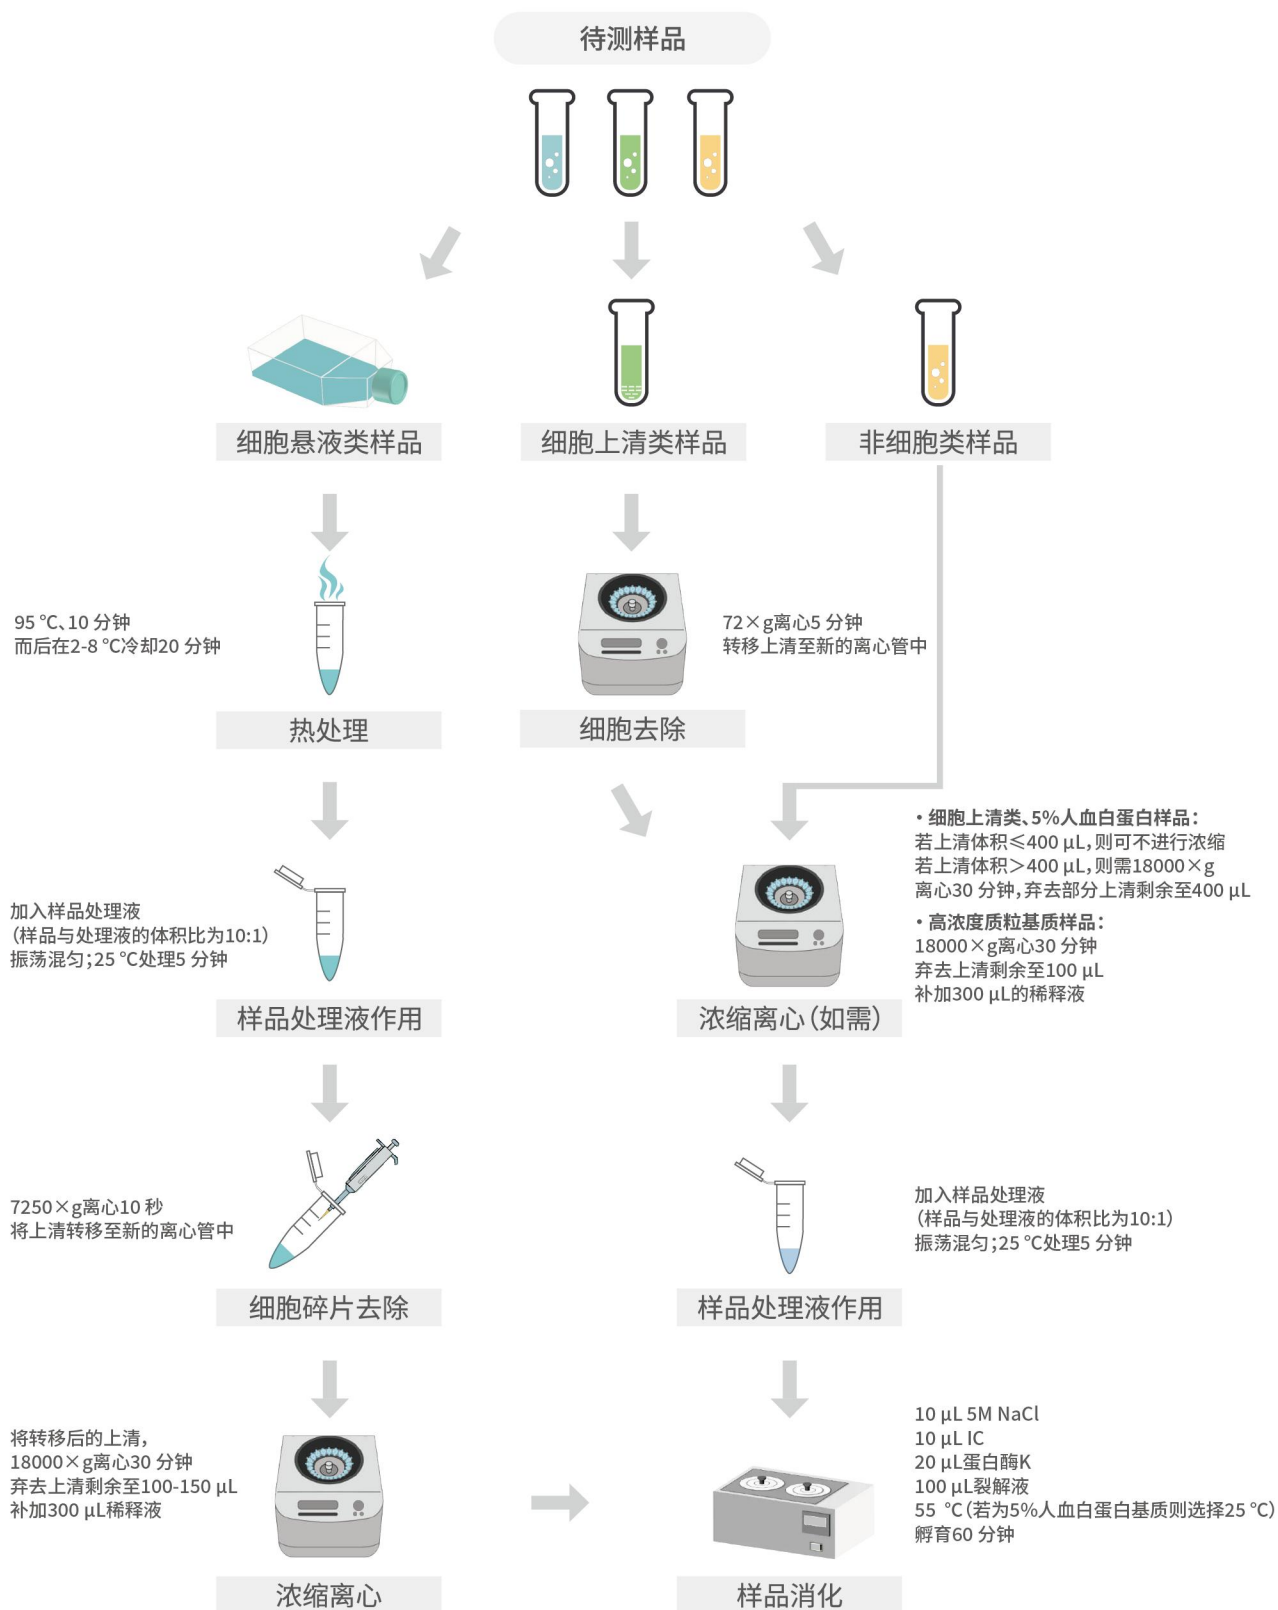 待测样品
细胞悬液类样品
细胞上清类样品
非细胞类样品
95 ℃、10 分钟
而后在2-8 ℃冷却20 分钟
热处理
72×g离心5 分钟
转移上清至新的离心管中
细胞去除
加入样品处理液
(样品与处理液的体积比为10:1)
振荡混匀;25 ℃处理5 分钟
样品处理液作用
• 细胞上清类、5%人血白蛋白样品:
若上清体积≤400 μL,则可不进行浓缩
若上清体积>400 μL,则需18000×g
离心30 分钟,弃去部分上清剩余至400 μL
• 高浓度质粒基质样品:
18000×g离心30 分钟
弃去上清剩余至100 μL
补加300 μL的稀释液
浓缩离心(如需)
7250×g离心10 秒
将上清转移至新的离心管中
细胞碎片去除
加入样品处理液
(样品与处理液的体积比为10:1)
振荡混匀;25 ℃处理5 分钟
样品处理液作用
将转移后的上清,
18000×g离心30 分钟
弃去上清剩余至100-150 μL
补加300 μL稀释液
浓缩离心
10 μL 5M NaCl
10 μL IC
20 μL蛋白酶K
100 μL裂解液
55 ℃(若为5%人血白蛋白基质则选择25 ℃)
孵育60 分钟
样品消化